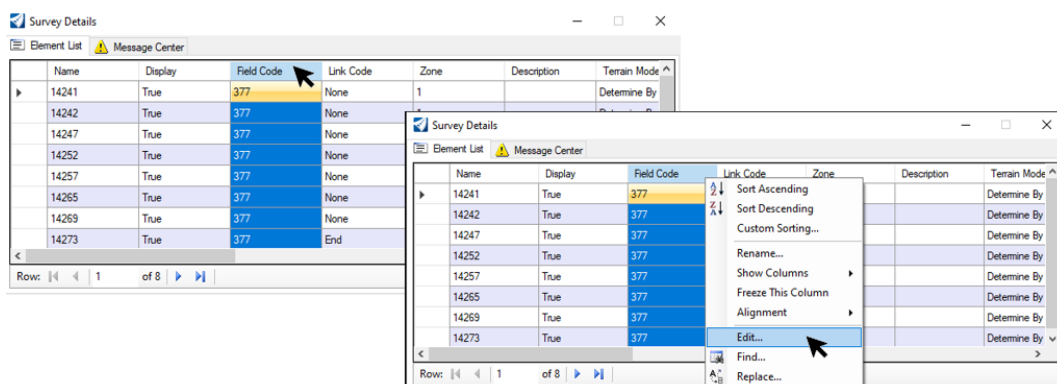 Survey Details
Element List Message Center
Name Display Field Code Link Code Zone Description Terrain Mode
14241 True 377 None 1 Determine By
14242 True 377 None
14247 True 377 None
14252 True 377 None
14257 True 377 None
14265 True 377 None
14269 True 377 None
14273 True 377 End
Row: 1 of 8
Survey Details
Element List Message Center
Name Display Field Code Link Code Zone Description Terrain Mode
14241 True 377 Determine By
14242 True 377 Determine By
14247 True 377 Determine By
14252 True 377 Determine By
14257 True 377 Determine By
14265 True 377 Determine By
14269 True 377 Determine By
14273 True 377 Determine By
Row: 1 of 8
Sort Ascending
Sort Descending
Custom Sorting...
Rename...
Show Columns
Freeze This Column
Alignment
Edit...
Find...
Replace...